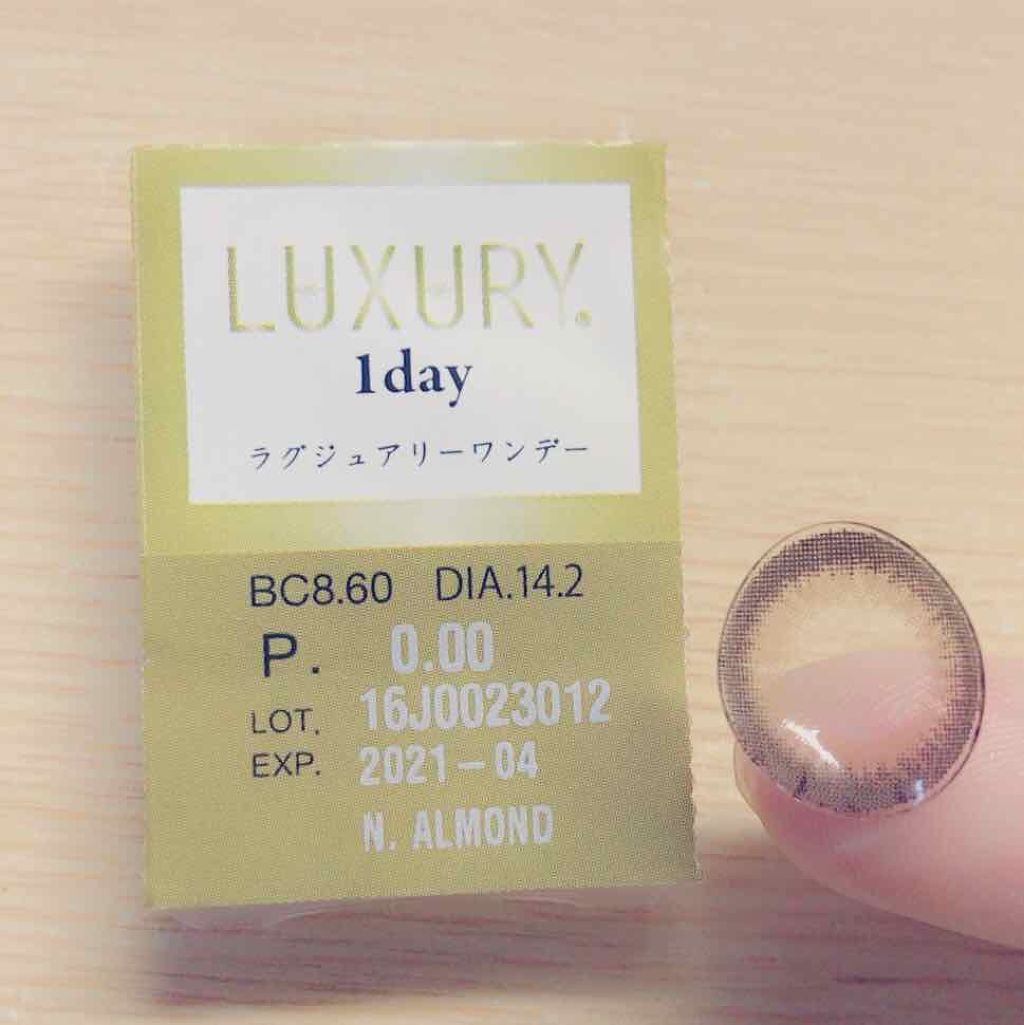 LUXURY®
1day
ラグジュアリーワンデー
BC8.60 DIA.14.2
P. 0.00
LOT. 16J0023012
EXP. 2021-04
N. ALMOND